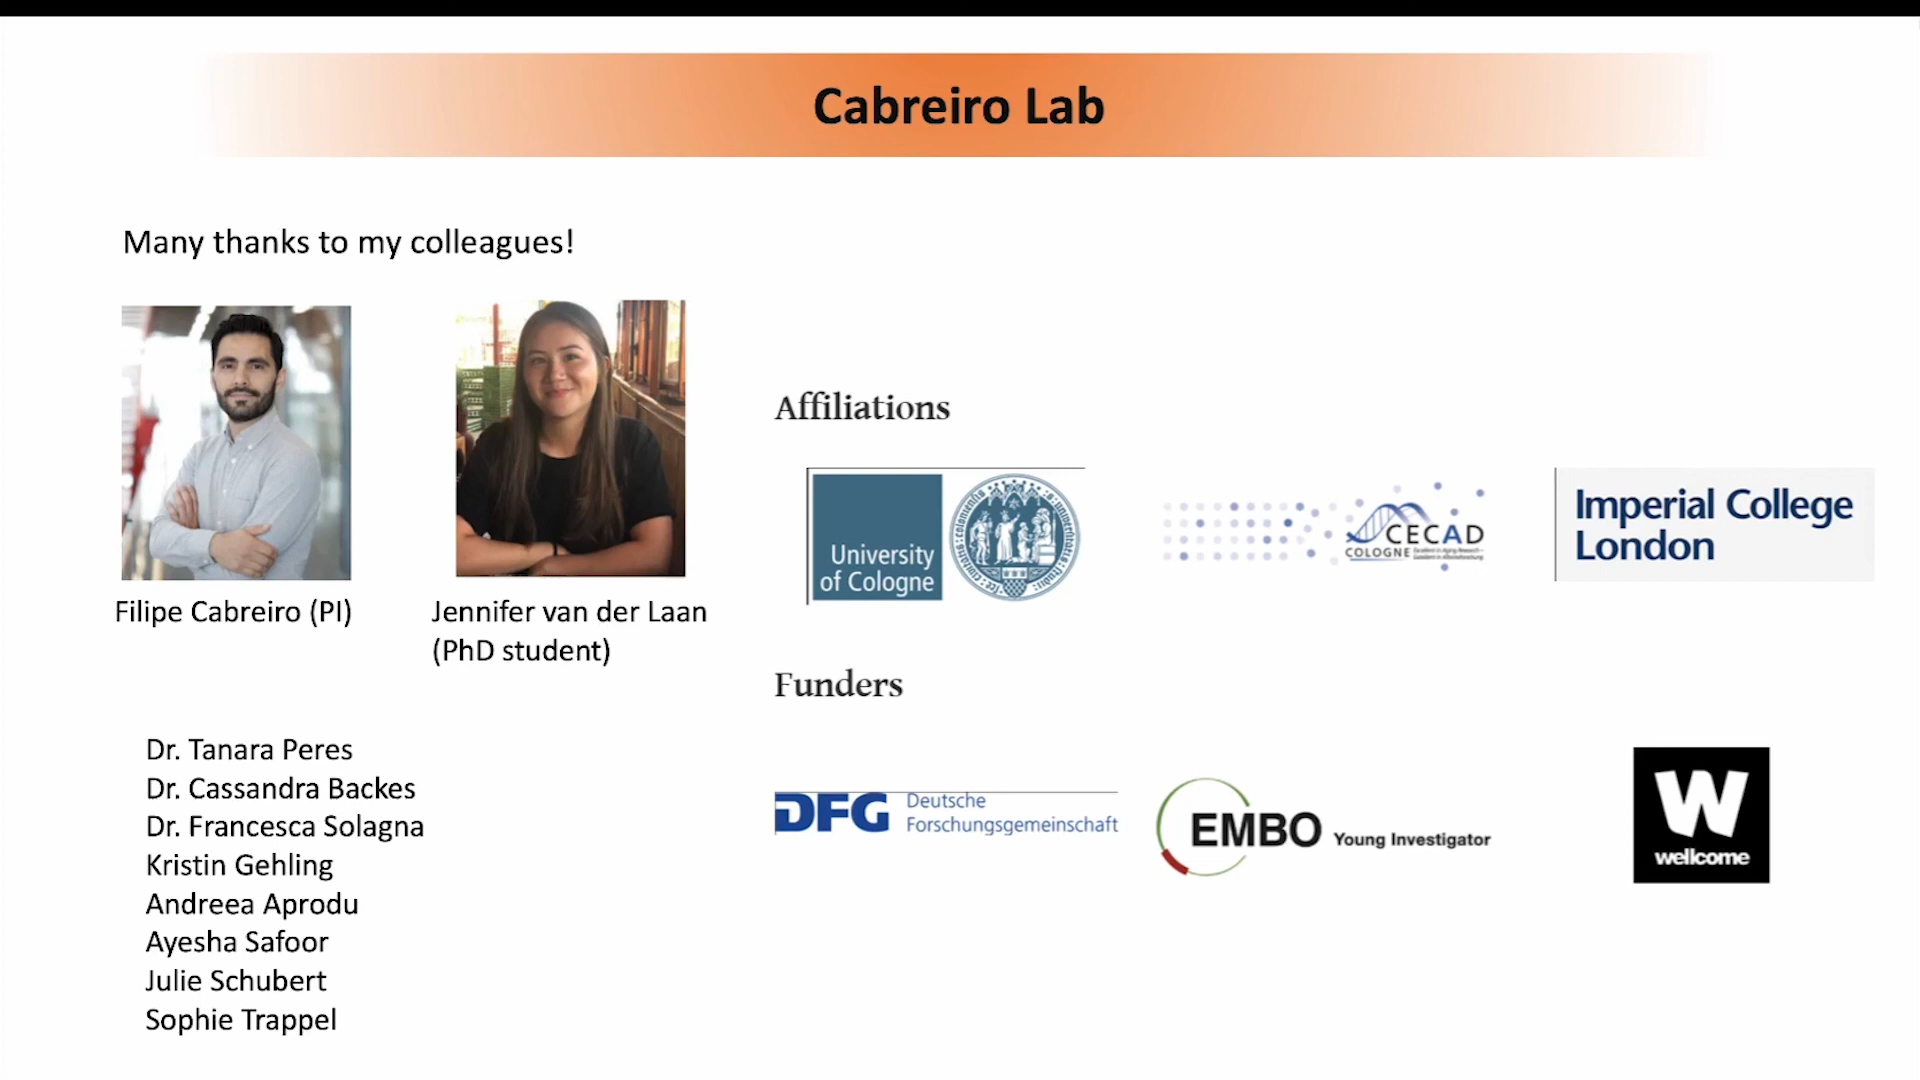 Cabreiro Lab
Many thanks to my colleagues!
Filipe Cabreiro (PI)
Jennifer van der Laan
(PhD student)
Dr. Tanara Peres
Dr. Cassandra Backes
Dr. Francesca Solagna
Kristin Gehling
Andreea Aprodu
Ayesha Safoor
Julie Schubert
Sophie Trappel
Affiliations
University
of Cologne
CECAD
COLOGNE
Imperial College
London
Funders
DFG Deutsche
Forschungsgemeinschaft
EMBO Young Investigator
W
wellcome